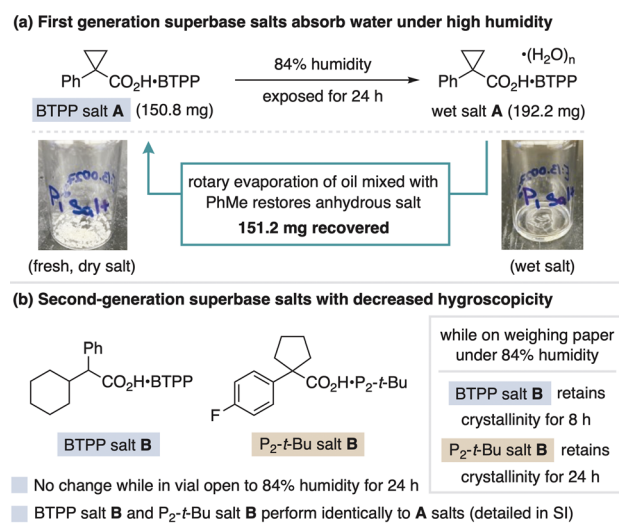 (a) First generation superbase salts absorb water under high humidity
Ph
CO₂H•BTPP
84% humidity
exposed for 24 h
•(H₂O)ₙ
Ph
CO₂H•BTPP
BTPP salt A (150.8 mg)
wet salt A (192.2 mg)
P₁ Salt
rotary evaporation of oil mixed with
PhMe restores anhydrous salt
151.2 mg recovered
P₁ Salt
(fresh, dry salt)
(wet salt)
(b) Second-generation superbase salts with decreased hygroscopicity
Ph
CO₂H•BTPP
BTPP salt B
CO₂H•P₂-t-Bu
F
P₂-t-Bu salt B
while on weighing paper
under 84% humidity
BTPP salt B retains
crystallinity for 8 h
P₂-t-Bu salt B retains
crystallinity for 24 h
No change while in vial open to 84% humidity for 24 h
BTPP salt B and P₂-t-Bu salt B perform identically to A salts (detailed in SI)